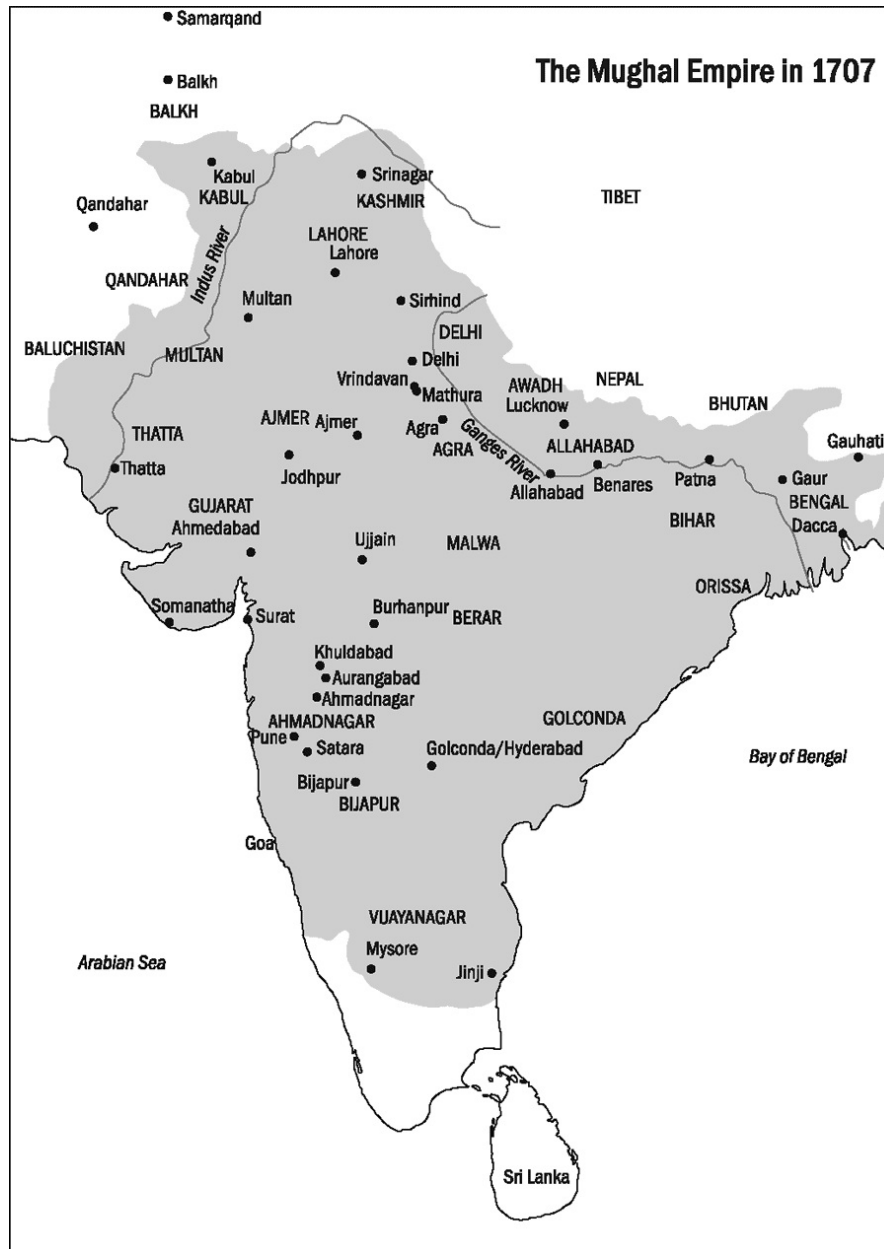 Samarqand
The Mughal Empire in 1707
Balkh
BALKH
Kabul
KABUL
Srinagar
KASHMIR
TIBET
Qandahar
LAHORE
Lahore
Indus River
QANDAHAR
Multan
Sirhind
DELHI
BALUCHISTAN
MULTAN
Delhi
Vrindavan
Mathura
AWADH
Lucknow
NEPAL
BHUTAN
THATTA
AJMER
Ajmer
Agra
AGRA
Ganges River
ALLAHABAD
Gauhati
Thatta
Jodhpur
Allahabad
Benares
Patna
Gaur
BENGAL
Dacca
GUJARAT
Ahmedabad
BIHAR
Ujjain
MALWA
ORISSA
Somanatha
Surat
Burhanpur
BERAR
Khuldabad
Aurangabad
Ahmadnagar
AHMADNAGAR
GOLCONDA
Pune
Satara
Golconda/Hyderabad
Bay of Bengal
Bijapur
BIJAPUR
Goa
VIJAYANAGAR
Mysore
Jinji
Arabian Sea
Sri Lanka